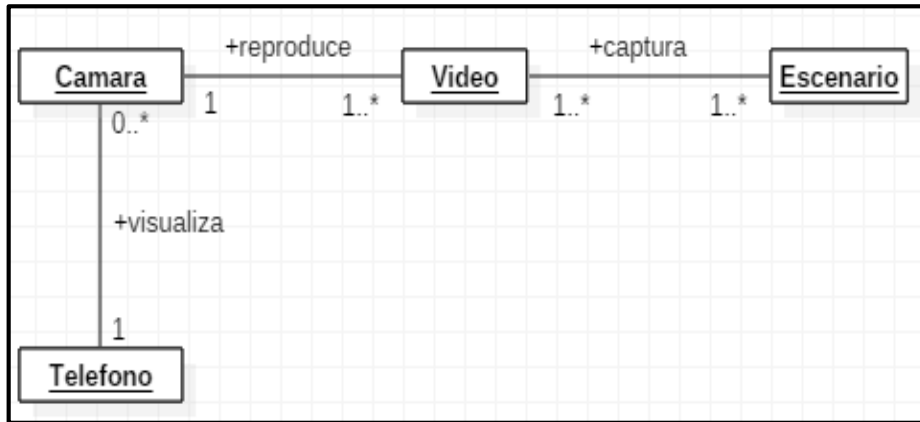 +reproduce
+captura
Camara
Video
Escenario
1
1..*
1..*
1..*
0..*
+visualiza
1
Telefono